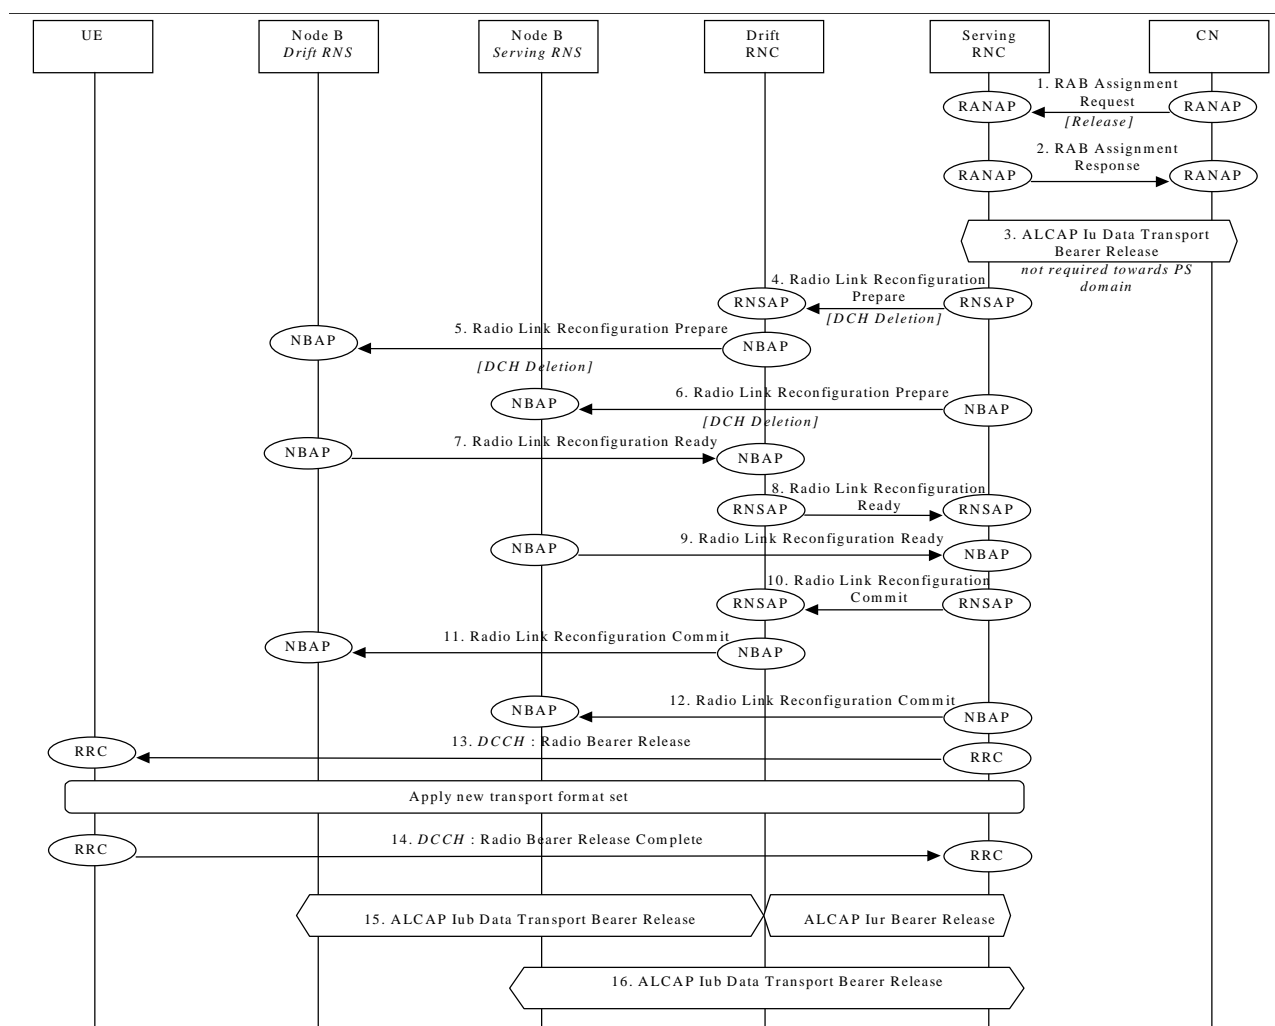 UE
Node B
Drift RNS
Node B
Serving RNS
Drift
RNC
Serving
RNC
CN
1. RAB Assignment
Request
RANAP
RANAP
[Release]
2. RAB Assignment
Response
RANAP
RANAP
3. ALCAP Iu Data Transport
Bearer Release
not required towards PS
domain
4. Radio Link Reconfiguration
Prepare
RNSAP
RNSAP
[DCH Deletion]
5. Radio Link Reconfiguration Prepare
NBAP
NBAP
[DCH Deletion]
6. Radio Link Reconfiguration Prepare
NBAP
NBAP
[DCH Deletion]
7. Radio Link Reconfiguration Ready
NBAP
NBAP
8. Radio Link Reconfiguration
Ready
RNSAP
RNSAP
9. Radio Link Reconfiguration Ready
NBAP
NBAP
10. Radio Link Reconfiguration
Commit
RNSAP
RNSAP
11. Radio Link Reconfiguration Commit
NBAP
NBAP
12. Radio Link Reconfiguration Commit
NBAP
NBAP
13. DCCH : Radio Bearer Release
RRC
RRC
Apply new transport format set
14. DCCH : Radio Bearer Release Complete
RRC
RRC
15. ALCAP Iub Data Transport Bearer Release
ALCAP Iur Bearer Release
16. ALCAP Iub Data Transport Bearer Release